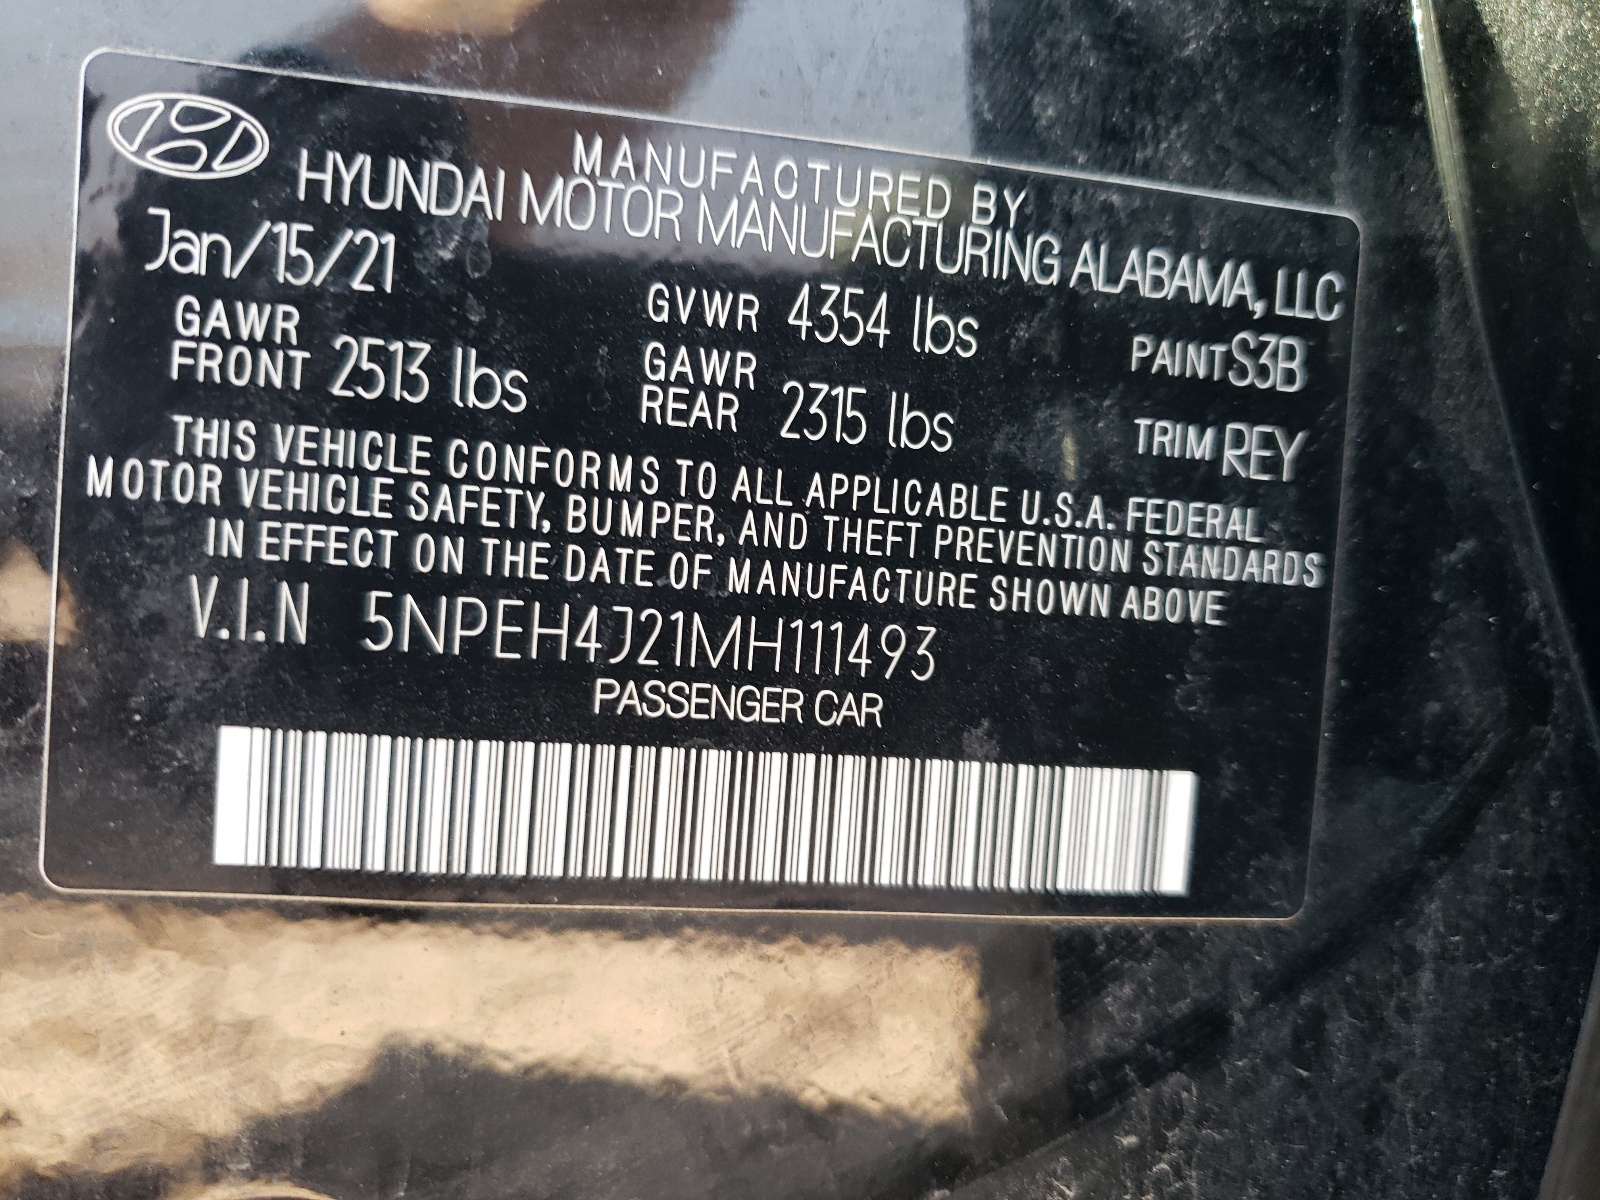 MANUFACTURED BY
HYUNDAI MOTOR MANUFACTURING ALABAMA, LLC
Jan/15/21 GVWR 4354 lbs PAINT S3B
GAWR FRONT 2513 lbs GAWR REAR 2315 lbs TRIM REY
THIS VEHICLE CONFORMS TO ALL APPLICABLE U.S.A. FEDERAL
MOTOR VEHICLE SAFETY, BUMPER, AND THEFT PREVENTION STANDARDS
IN EFFECT ON THE DATE OF MANUFACTURE SHOWN ABOVE
V.I.N 5NPEH4J21MH111493
PASSENGER CAR